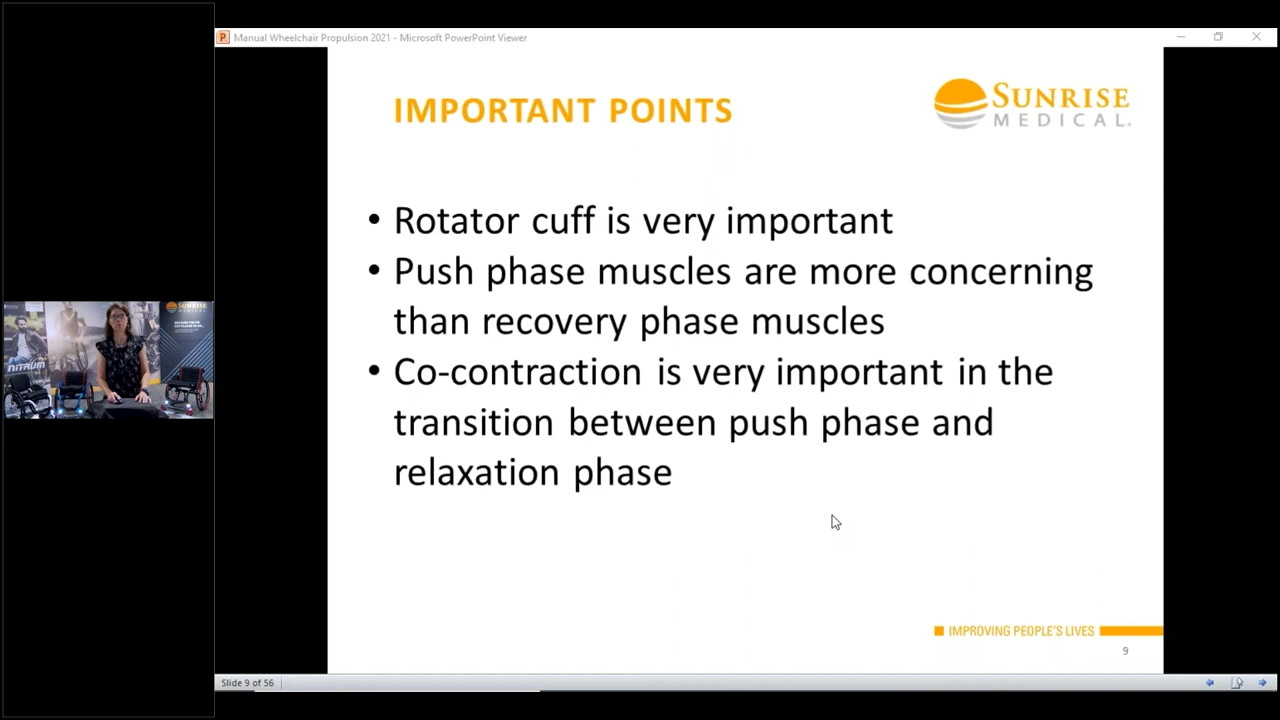 Manual Wheelchair Propulsion 2021 - Microsoft PowerPoint Viewer
IMPORTANT POINTS
SUNRISE
MEDICAL.
• Rotator cuff is very important
• Push phase muscles are more concerning
than recovery phase muscles
• Co-contraction is very important in the
transition between push phase and
relaxation phase
NITRUM
SUNRISE
IMPROVING PEOPLE'S LIVES
9
Slide 9 of 56